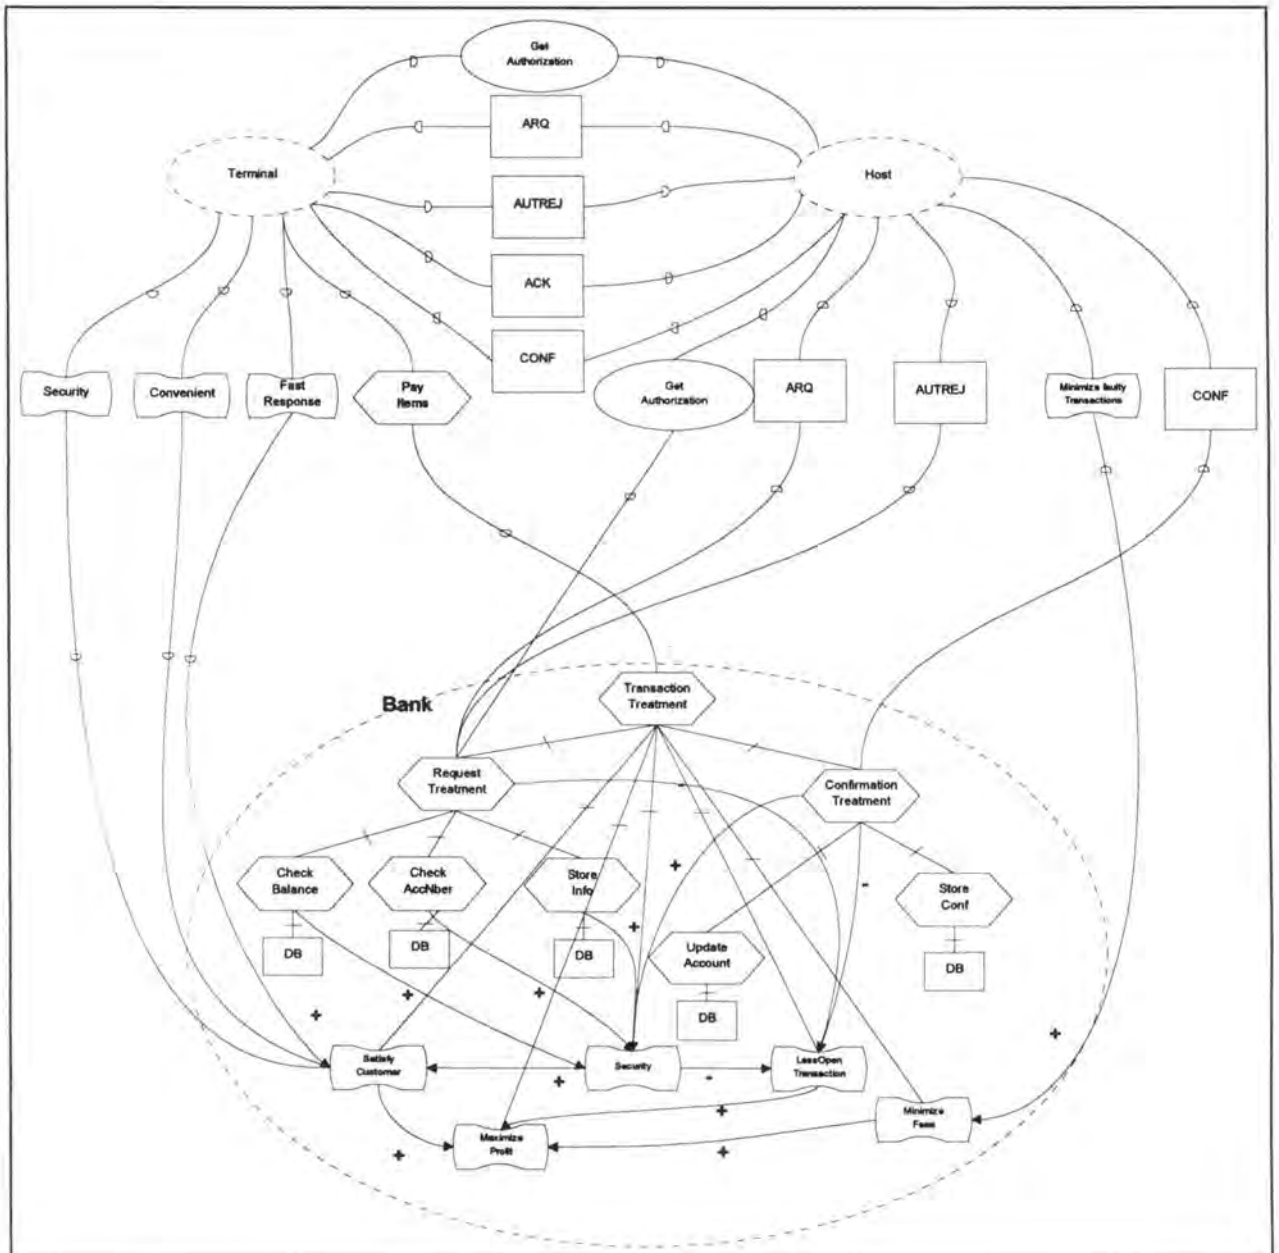 Get
Authorization
ARQ
Terminal
Host
AUTREJ
ACK
CONF
Security
Convenient
Fast
Response
Pay
Items
Get
Authorization
ARQ
AUTREJ
Minimize faulty
Transactions
CONF
Bank
Transaction
Treatment
Request
Treatment
-
Confirmation
Treatment
Check
Balance
Check
AccNber
Store
Info
+
-
Store
Conf
DB
DB
DB
+
Update
Account
DB
DB
+
+
+
+
Satisfy
Customer
Security
LessOpen
Transaction
+
-
+
Minimize
Fees
Maximize
Profit
+
+